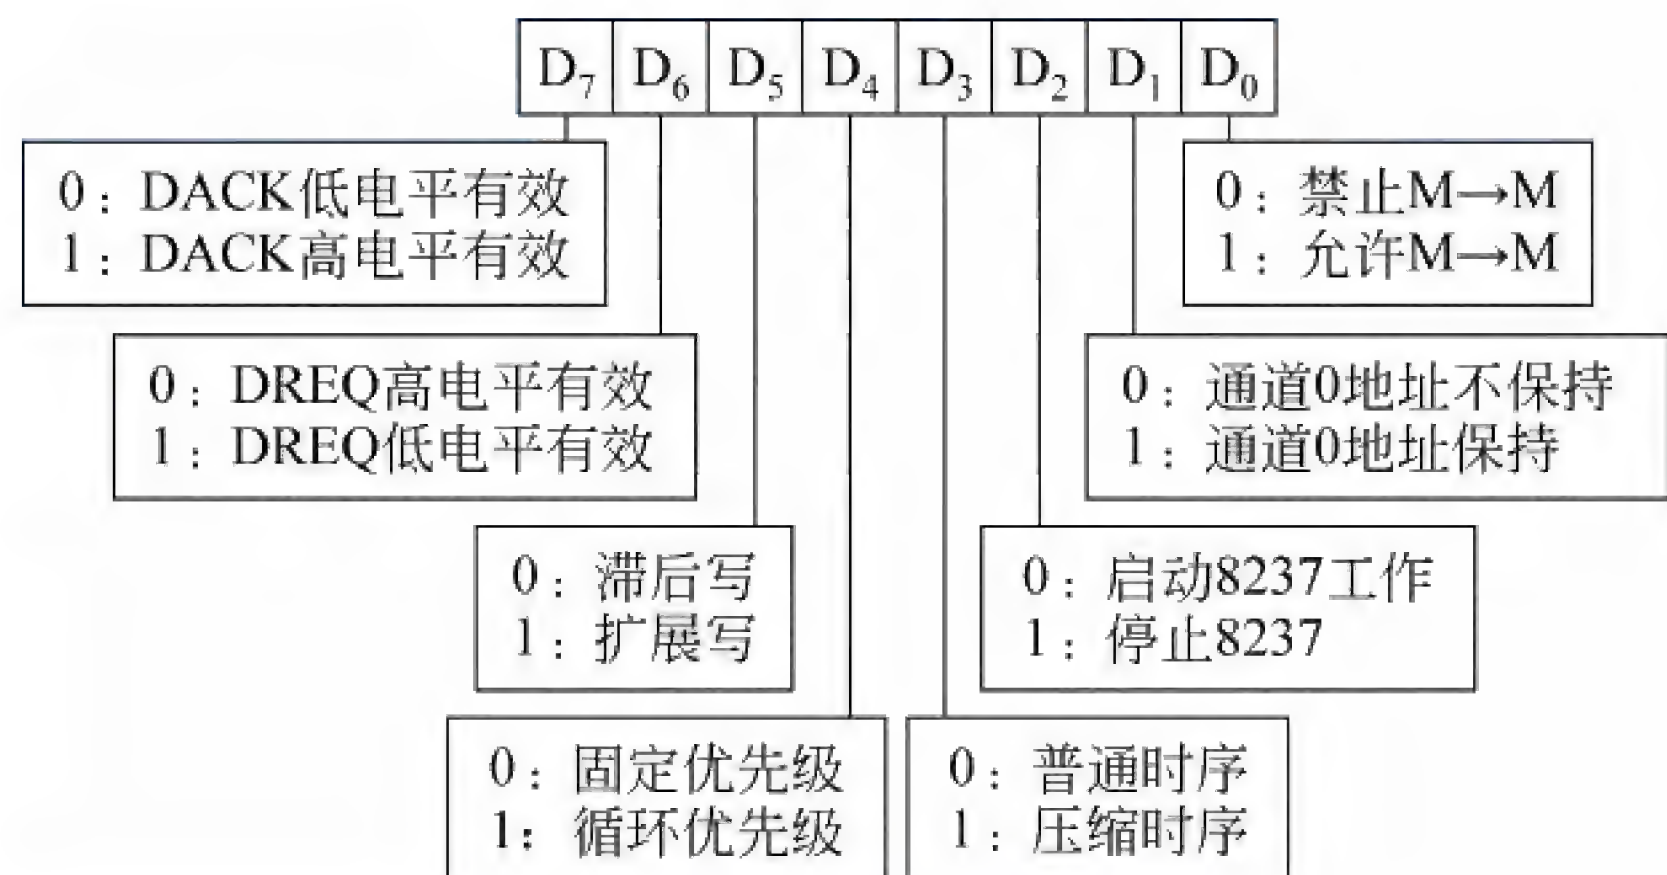 D7 D6 D5 D4 D3 D2 D1 D0
0：DACK低电平有效
1：DACK高电平有效
0：禁止M→M
1：允许M→M
0：DREQ高电平有效
1：DREQ低电平有效
0：通道0地址不保持
1：通道0地址保持
0：滞后写
1：扩展写
0：启动8237工作
1：停止8237
0：固定优先级
1：循环优先级
0：普通时序
1：压缩时序